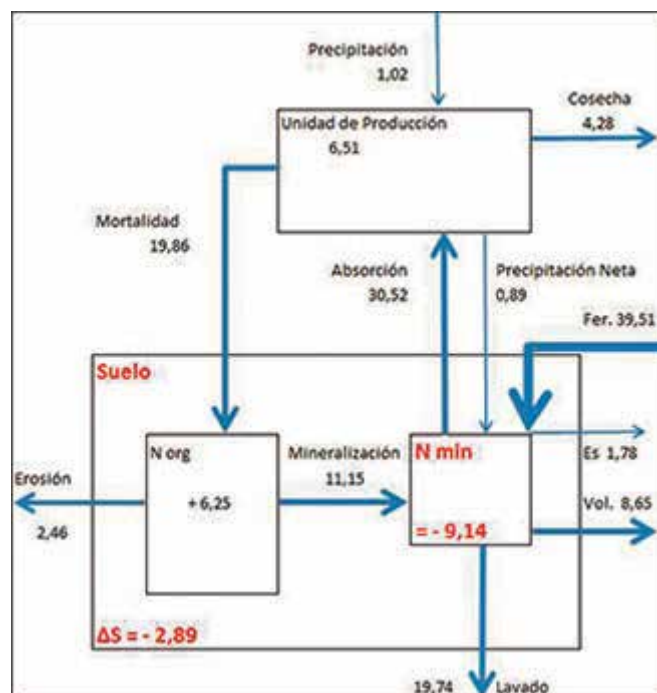 Precipitación
1,02
Cosecha
4,28
Unidad de Producción
6,51
Mortalidad
19,86
Absorción
30,52
Precipitación Neta
0,89
Fer. 39,51
Suelo
N org
Mineralización
11,15
N min
Es 1,78
Erosión
2,46
+ 6,25
Vol. 8,65
= - 9,14
ΔS = - 2,89
19,74 Lavado